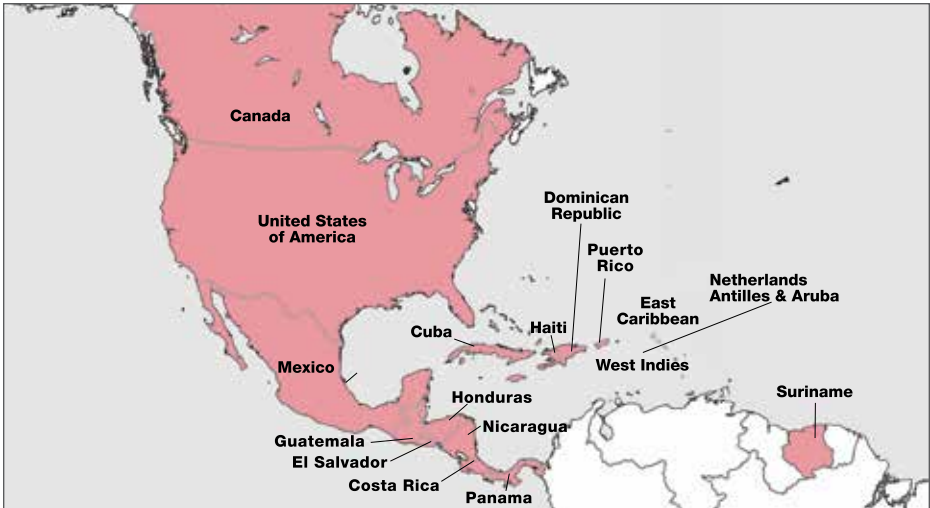 Canada
United States
of America
Dominican
Republic
Puerto
Rico
Netherlands
Antilles & Aruba
East
Caribbean
Cuba
Haiti
West Indies
Mexico
Suriname
Honduras
Nicaragua
Guatemala
El Salvador
Costa Rica
Panama